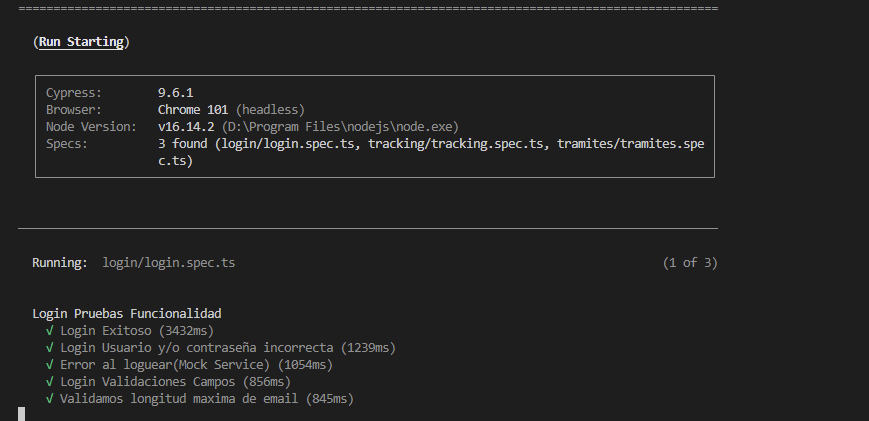 (Run Starting)
Cypress: 9.6.1
Browser: Chrome 101 (headless)
Node Version: v16.14.2 (D:\Program Files\nodejs\node.exe)
Specs: 3 found (login/login.spec.ts, tracking/tracking.spec.ts, tramites/tramites.spe
c.ts)
Running: login/login.spec.ts (1 of 3)
Login Pruebas Funcionalidad
√ Login Exitoso (3432ms)
√ Login Usuario y/o contraseña incorrecta (1239ms)
√ Error al loguear(Mock Service) (1054ms)
√ Login Validaciones Campos (856ms)
√ Validamos longitud maxima de email (845ms)